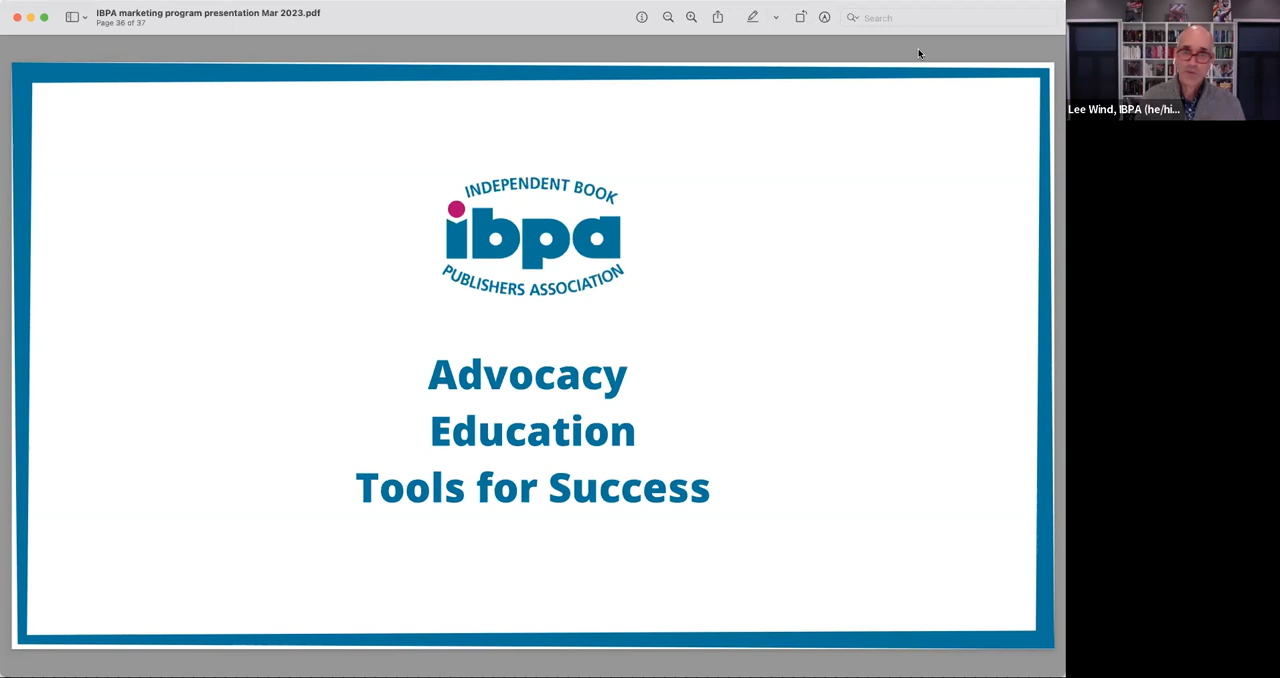 IBPA marketing program presentation Mar 2023.pdf
Page 36 of 37
Search
Lee Wind, IBPA (he/hi...
INDEPENDENT BOOK
ibpa
PUBLISHERS ASSOCIATION
Advocacy
Education
Tools for Success